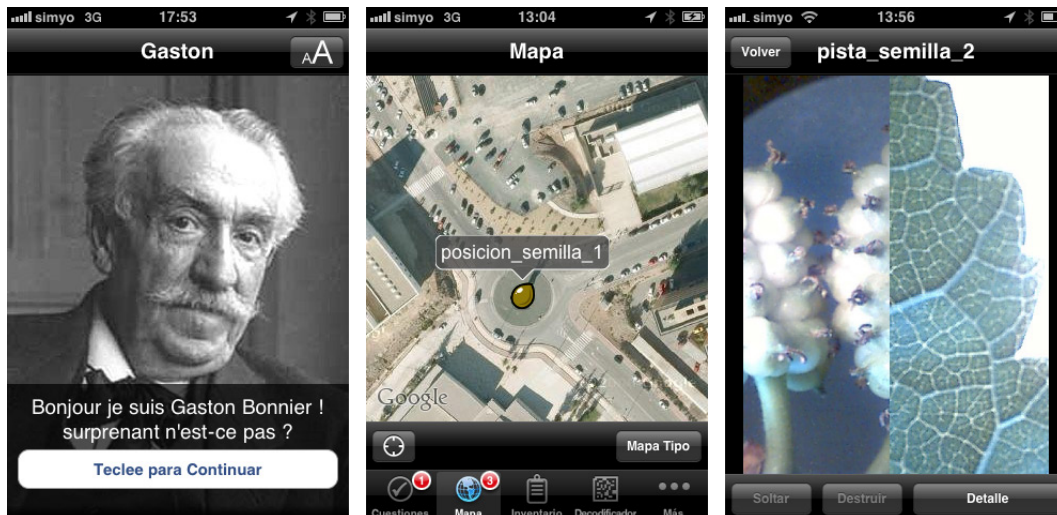 simyo 3G 17:53
Gaston
AA
Bonjour je suis Gaston Bonnier !
surprenant n'est-ce pas ?
Teclee para Continuar
simyo 3G 13:04
Mapa
posicion_semilla_1
Google
Mapa Tipo
1
3
Cuestiones Mapa Inventario Decodificador Más
simyo 13:56
Volver pista_semilla_2
Soltar Destruir Detalle